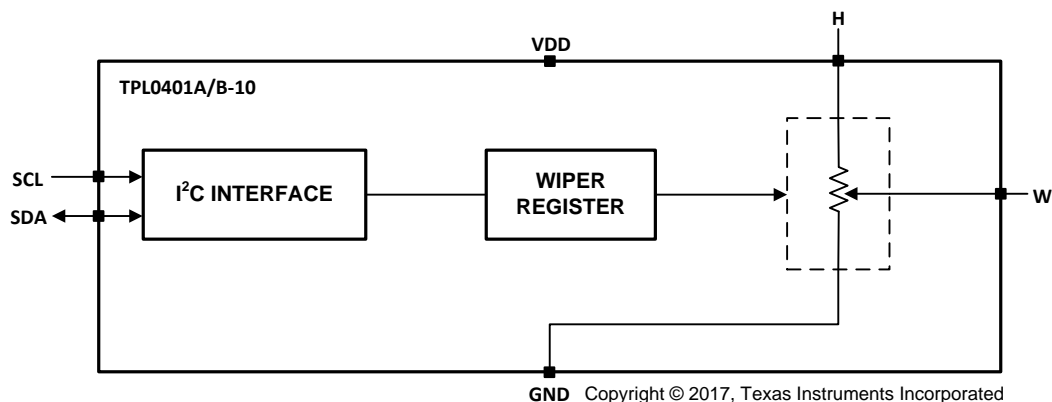 H
VDD
TPL0401A/B-10
SCL
SDA
I²C INTERFACE
WIPER
REGISTER
W
GND
Copyright © 2017, Texas Instruments Incorporated